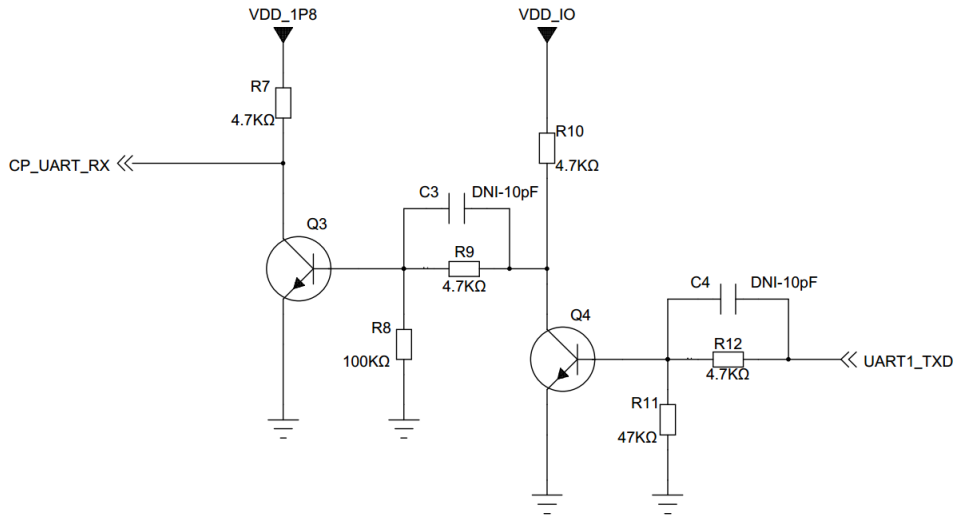 VDD_1P8
VDD_IO
R7
4.7KΩ
R10
4.7KΩ
CP_UART_RX
C3 DNI-10pF
Q3
R9
4.7KΩ
C4 DNI-10pF
Q4
R8
100KΩ
R12
4.7KΩ
UART1_TXD
R11
47KΩ